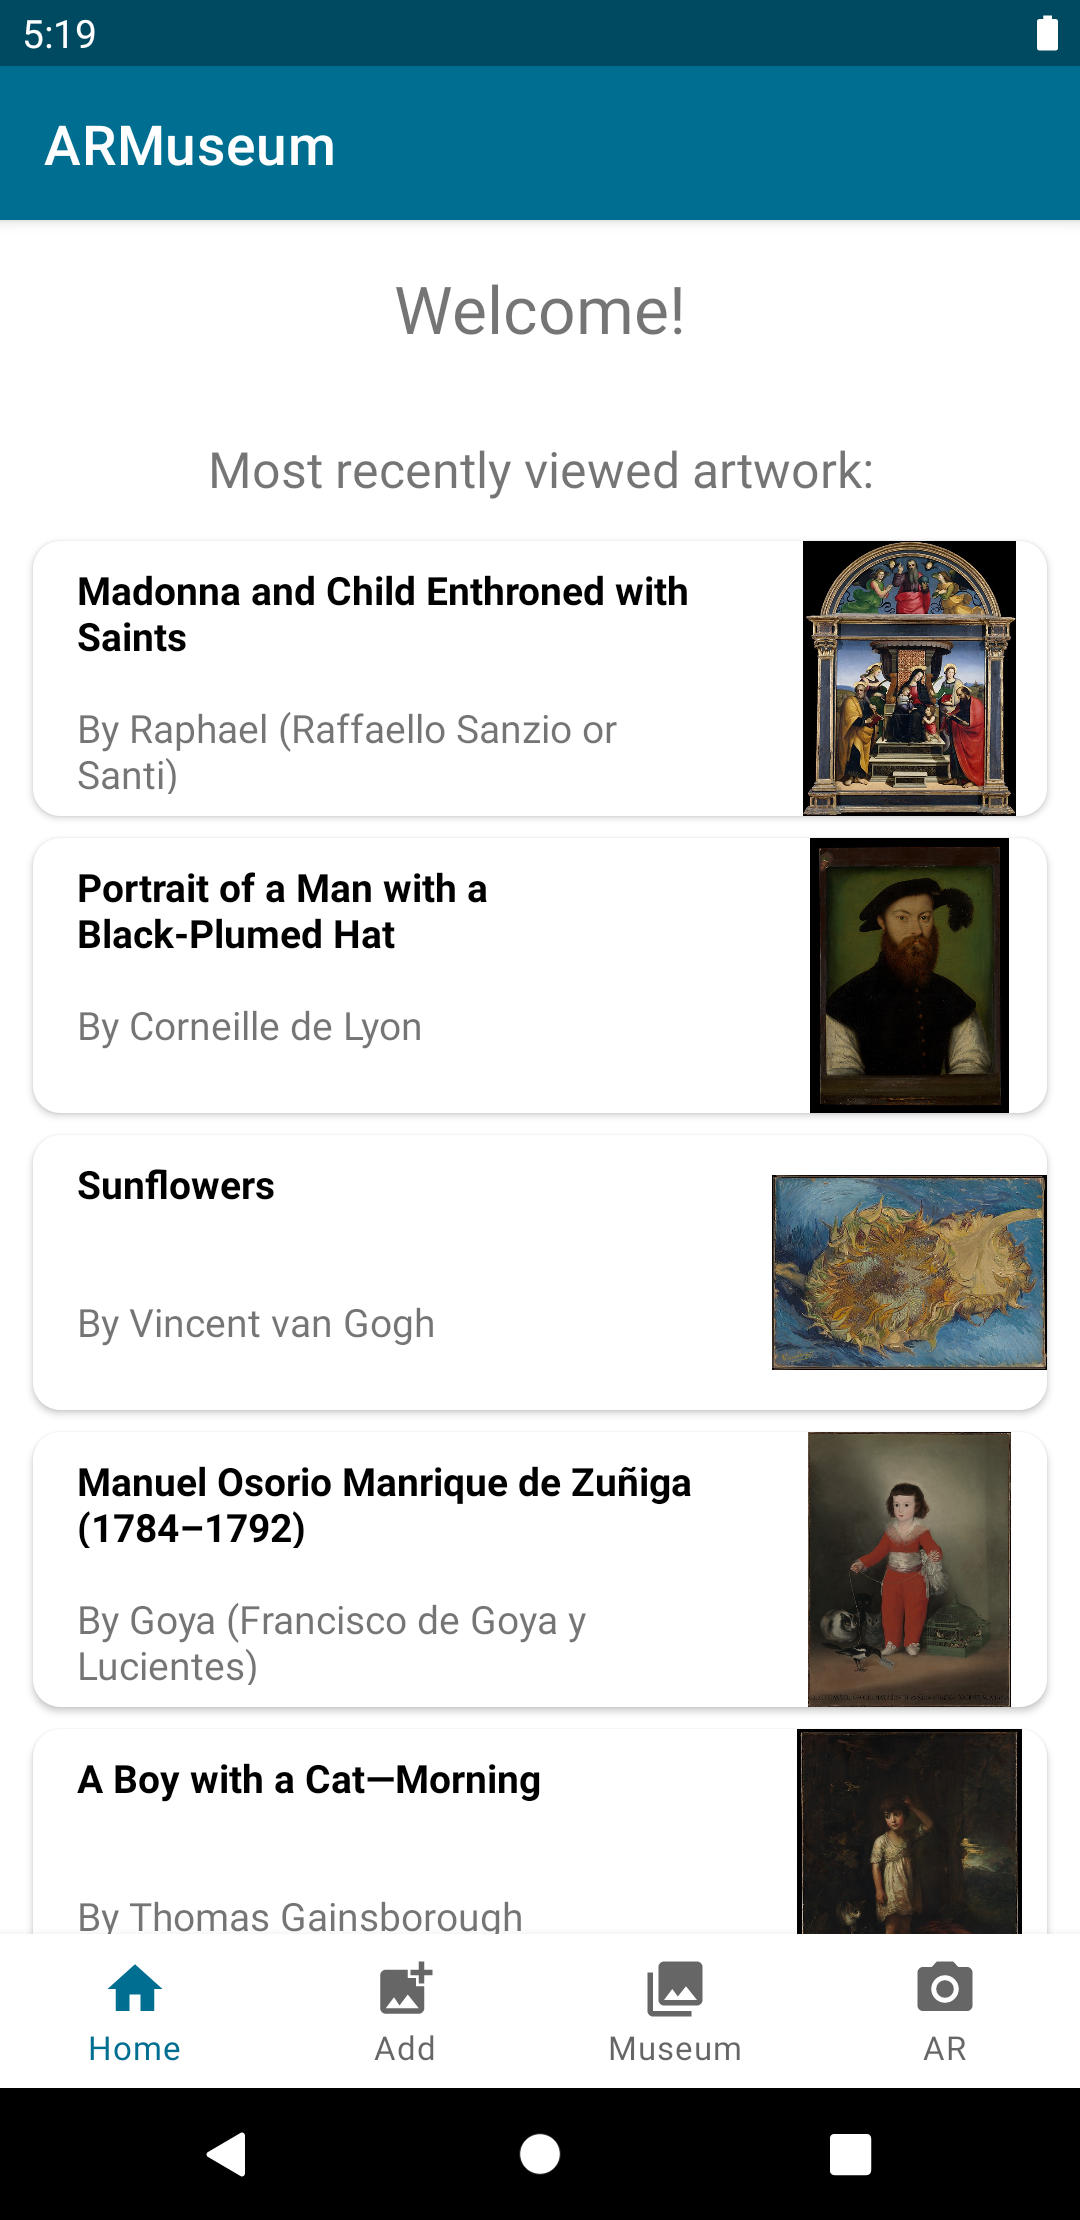 5:19
ARMuseum
Welcome!
Most recently viewed artwork:
Madonna and Child Enthroned with
Saints
By Raphael (Raffaello Sanzio or
Santi)
Portrait of a Man with a
Black-Plumed Hat
By Corneille de Lyon
Sunflowers
By Vincent van Gogh
Manuel Osorio Manrique de Zuñiga
(1784–1792)
By Goya (Francisco de Goya y
Lucientes)
A Boy with a Cat—Morning
By Thomas Gainsborough
Home
Add
Museum
AR